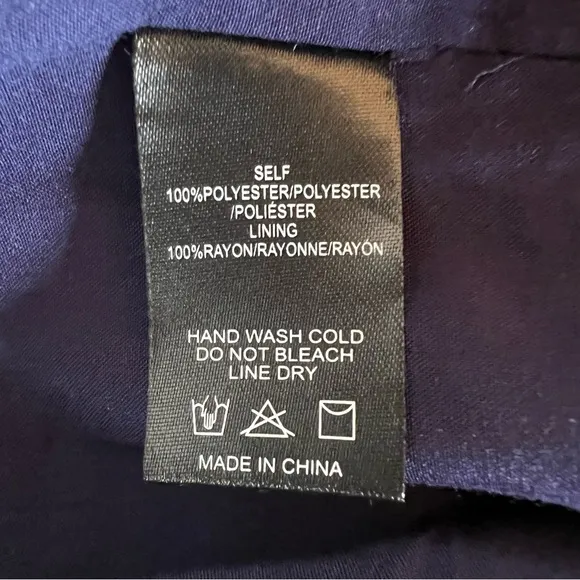 SELF
100%POLYESTER/POLYESTER
/POLIÉSTER
LINING
100%RAYON/RAYONNE/RAYÓN
HAND WASH COLD
DO NOT BLEACH
LINE DRY
MADE IN CHINA